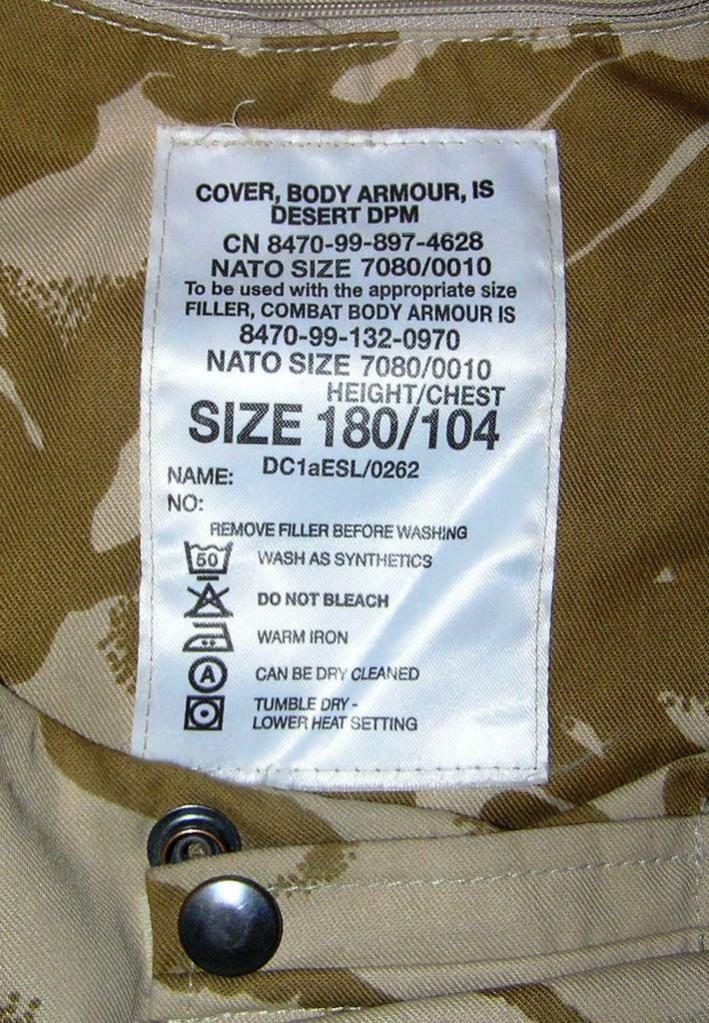 COVER, BODY ARMOUR, IS
DESERT DPM
CN 8470-99-897-4628
NATO SIZE 7080/0010
To be used with the appropriate size
FILLER, COMBAT BODY ARMOUR IS
8470-99-132-0970
NATO SIZE 7080/0010
HEIGHT/CHEST
SIZE 180/104
DC1aESL/0262
NAME:
NO:
REMOVE FILLER BEFORE WASHING
50 WASH AS SYNTHETICS
DO NOT BLEACH
WARM IRON
A CAN BE DRY CLEANED
TUMBLE DRY -
LOWER HEAT SETTING